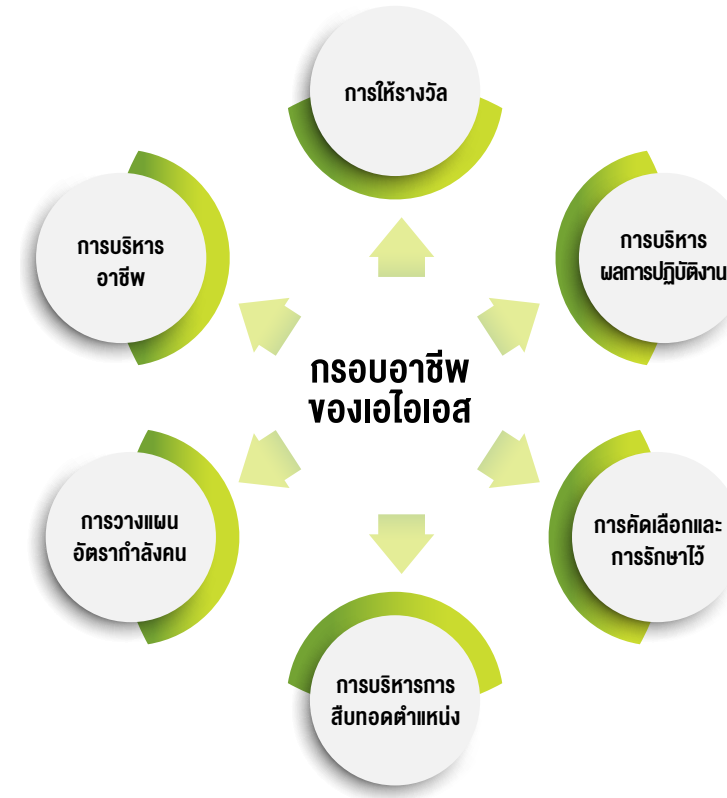 การให้รางวัล
การบริหาร
อาชีพ
การบริหาร
ผลการปฏิบัติงาน
กรอบอาชีพ
ของเอไอเอส
การวางแผน
อัตรากำลังคน
การคัดเลือกและ
การรักษาไว้
การบริหารการ
สืบทอดตำแหน่ง